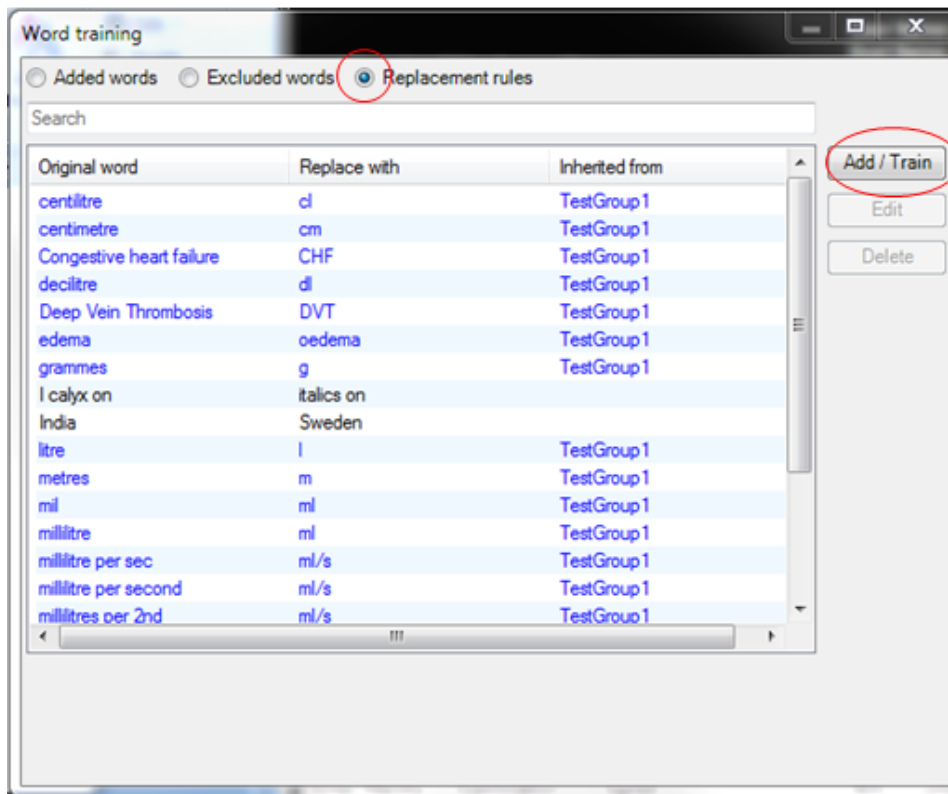 Word training
Added words Excluded words Replacement rules
Search
Original word Replace with Inherited from
Add / Train
centilitre cl TestGroup1
Edit
centimetre cm TestGroup1
Congestive heart failure CHF TestGroup1
Delete
decilitre dl TestGroup1
Deep Vein Thrombosis DVT TestGroup1
edema oedema TestGroup1
grammes g TestGroup1
I calyx on italics on
India Sweden
litre l TestGroup1
metres m TestGroup1
mil ml TestGroup1
millilitre ml TestGroup1
millilitre per sec ml/s TestGroup1
millilitre per second ml/s TestGroup1
millilitres per 2nd ml/s TestGroup1